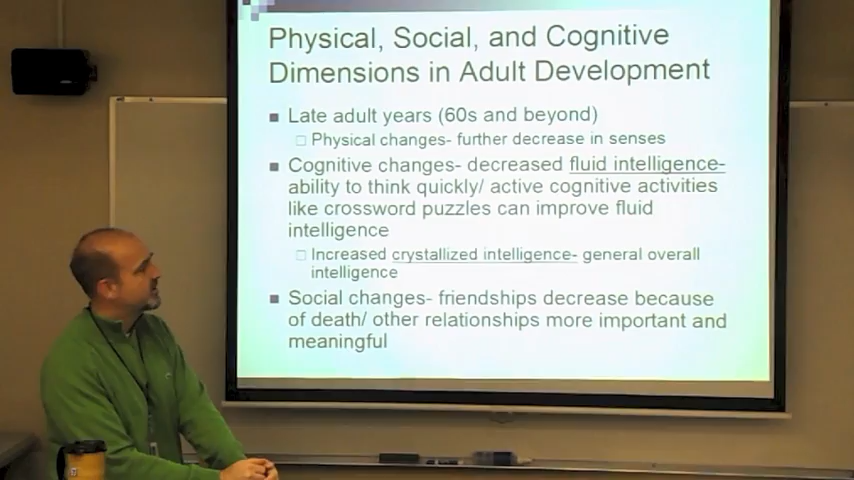 Physical, Social, and Cognitive
Dimensions in Adult Development
Late adult years (60s and beyond)
Physical changes- further decrease in senses
Cognitive changes- decreased fluid intelligence-
ability to think quickly/ active cognitive activities
like crossword puzzles can improve fluid
intelligence
Increased crystallized intelligence- general overall
intelligence
Social changes- friendships decrease because
of death/ other relationships more important and
meaningful